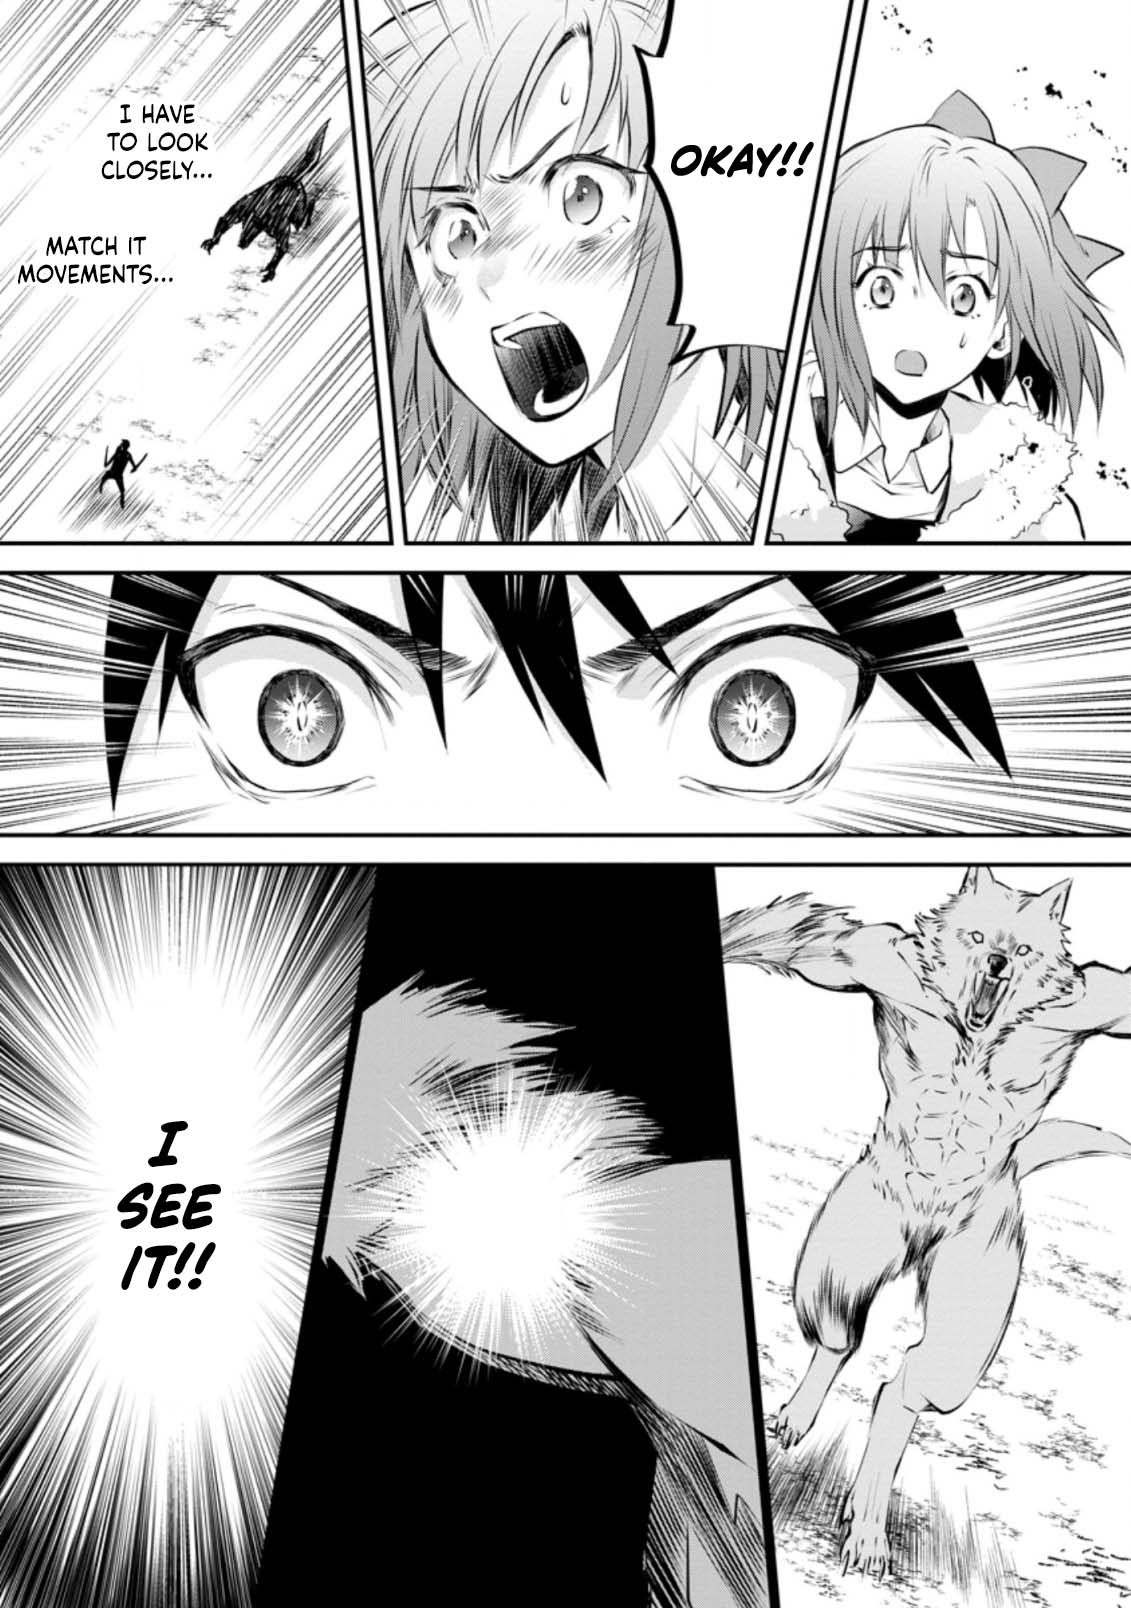 OKAY!!
I HAVE
TO LOOK
CLOSELY...
MATCH IT
MOVEMENTS...
I
SEE
IT!!